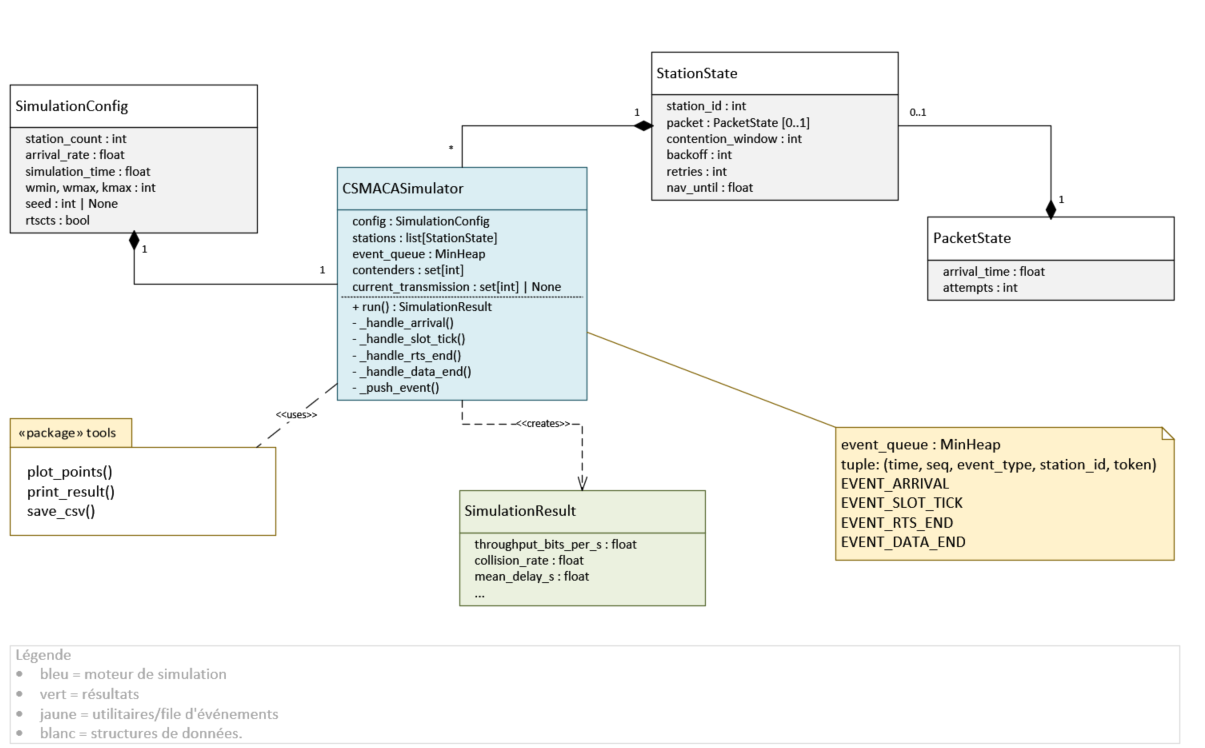 SimulationConfig
station_count : int
arrival_rate : float
simulation_time : float
wmin, wmax, kmax : int
seed : int | None
rtscts : bool
1
1
StationState
station_id : int
packet : PacketState [0..1]
contention_window : int
backoff : int
retries : int
nav_until : float
1
*
0..1
1
CSMACASimulator
config : SimulationConfig
stations : list[StationState]
event_queue : MinHeap
contenders : set[int]
current_transmission : set[int] | None
+ run() : SimulationResult
- _handle_arrival()
- _handle_slot_tick()
- _handle_rts_end()
- _handle_data_end()
- _push_event()
PacketState
arrival_time : float
attempts : int
<<uses>>
<<creates>>
«package» tools
plot_points()
print_result()
save_csv()
event_queue : MinHeap
tuple: (time, seq, event_type, station_id, token)
EVENT_ARRIVAL
EVENT_SLOT_TICK
EVENT_RTS_END
EVENT_DATA_END
SimulationResult
throughput_bits_per_s : float
collision_rate : float
mean_delay_s : float
...
Légende
• bleu = moteur de simulation
• vert = résultats
• jaune = utilitaires/file d'événements
• blanc = structures de données.